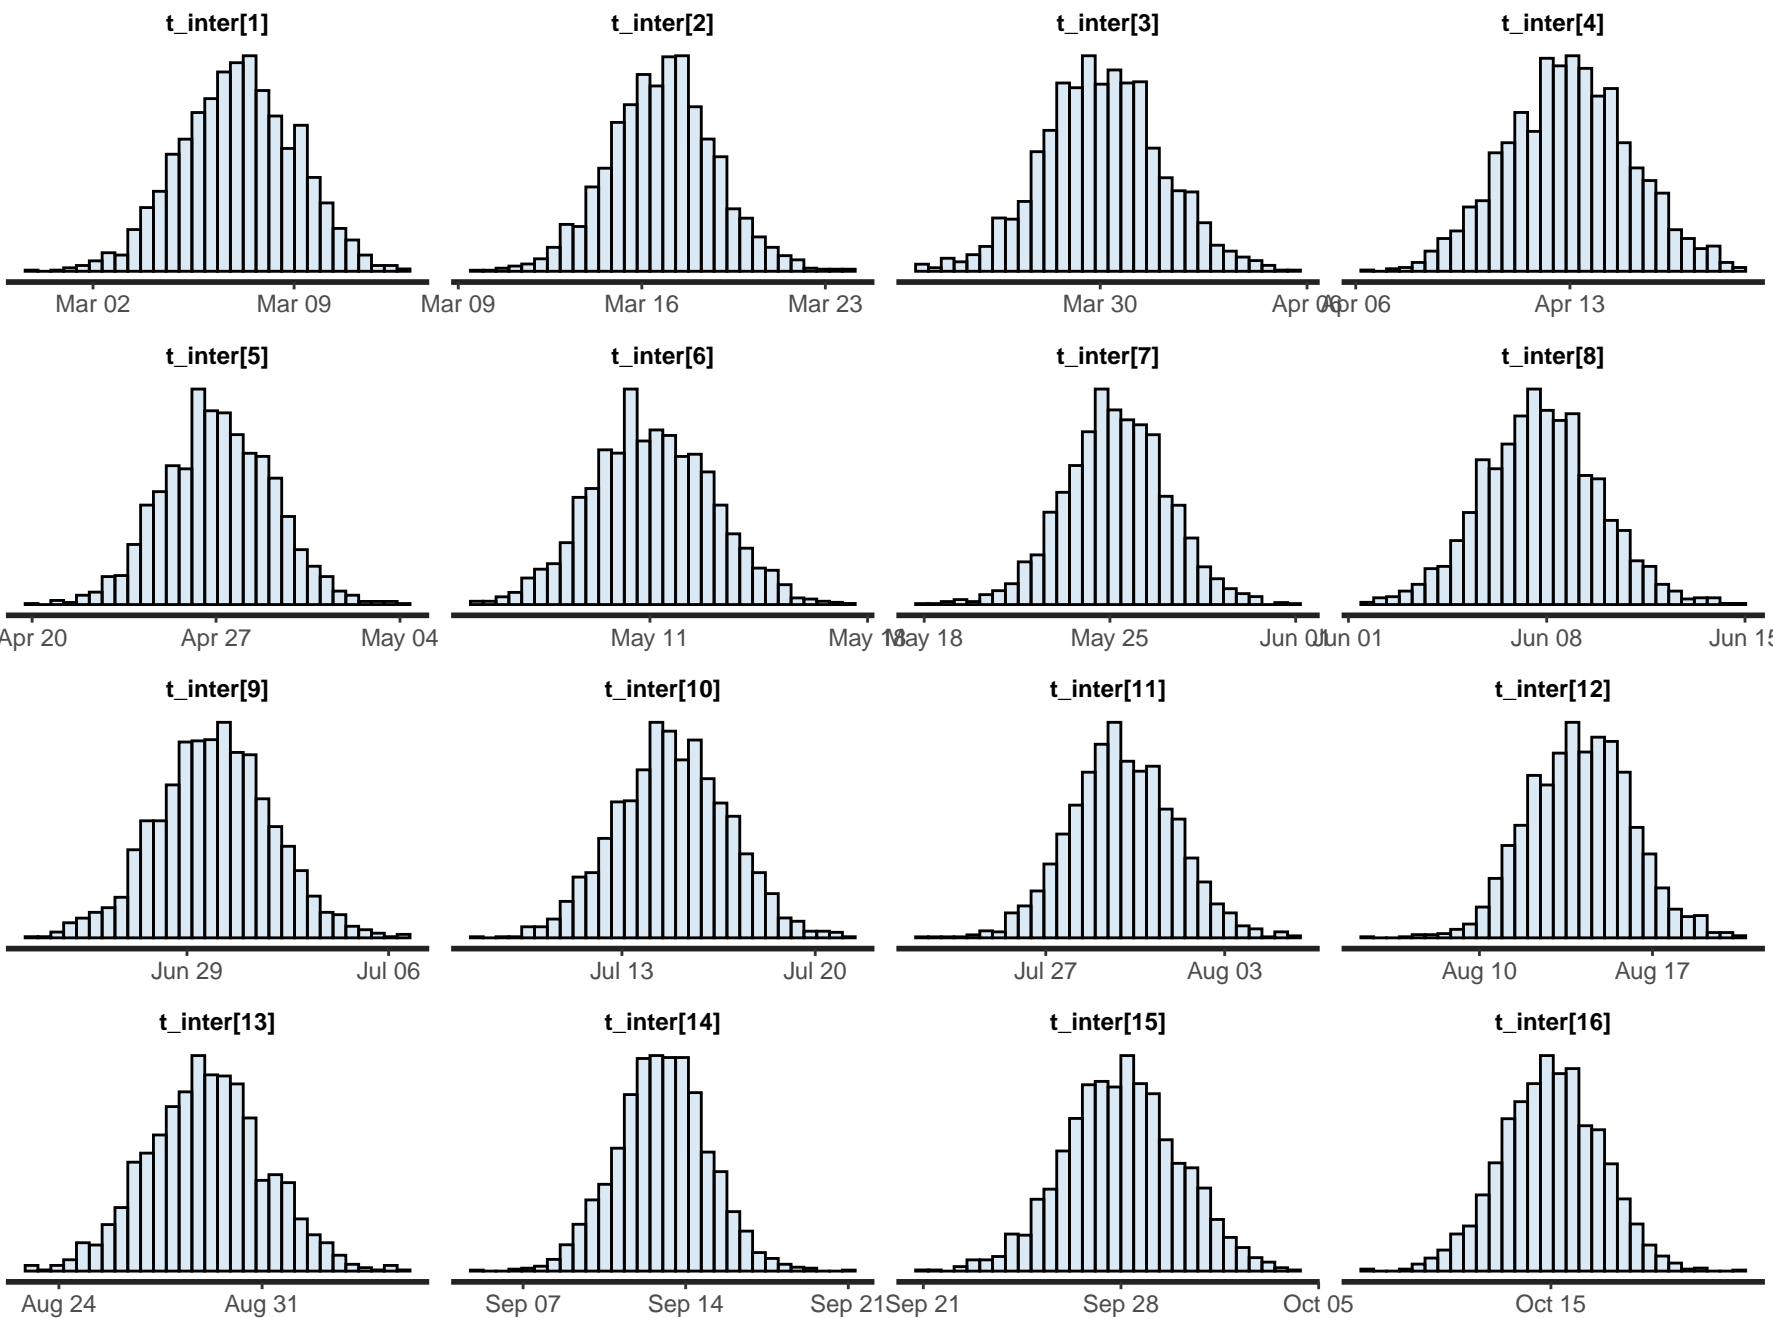 t_inter[1] t_inter[2] t_inter[3] t_inter[4]
Mar 02 Mar 09 Mar 09 Mar 16 Mar 23 Mar 30 Apr 06 Apr 06 Apr 13
t_inter[5] t_inter[6] t_inter[7] t_inter[8]
Apr 20 Apr 27 May 04 May 11 May 18 May 18 May 25 Jun 01 Jun 01 Jun 08 Jun 15
t_inter[9] t_inter[10] t_inter[11] t_inter[12]
Jun 29 Jul 06 Jul 13 Jul 20 Jul 27 Aug 03 Aug 10 Aug 17
t_inter[13] t_inter[14] t_inter[15] t_inter[16]
Aug 24 Aug 31 Sep 07 Sep 14 Sep 21 Sep 21 Sep 28 Oct 05 Oct 15